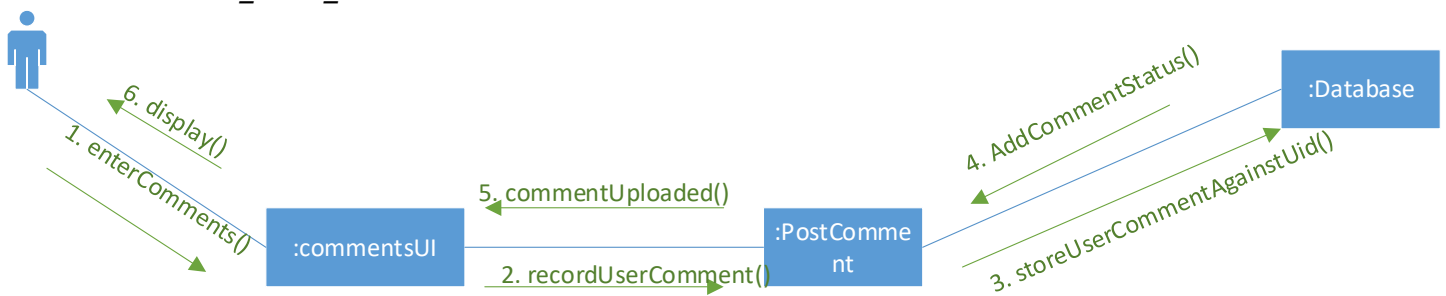 6. display()
1. enterComments()
:commentsUI
5. commentUploaded()
2. recordUserComment()
:PostComme
nt
4. AddCommentStatus()
3. storeUserCommentAgainstUid()
:Database